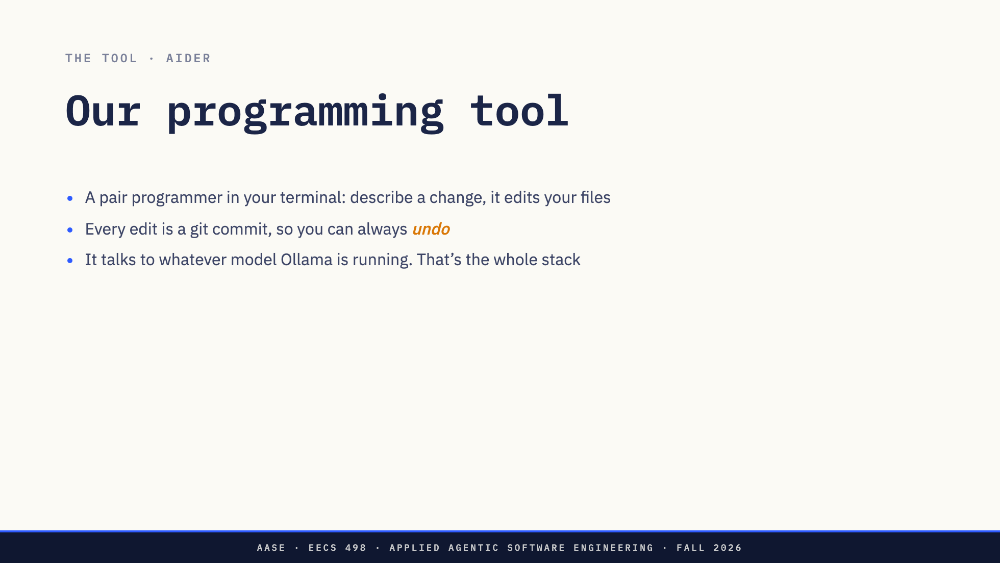 THE TOOL · AIDER
Our programming tool
• A pair programmer in your terminal: describe a change, it edits your files
• Every edit is a git commit, so you can always undo
• It talks to whatever model Ollama is running. That’s the whole stack
AASE · EECS 498 · APPLIED AGENTIC SOFTWARE ENGINEERING · FALL 2026